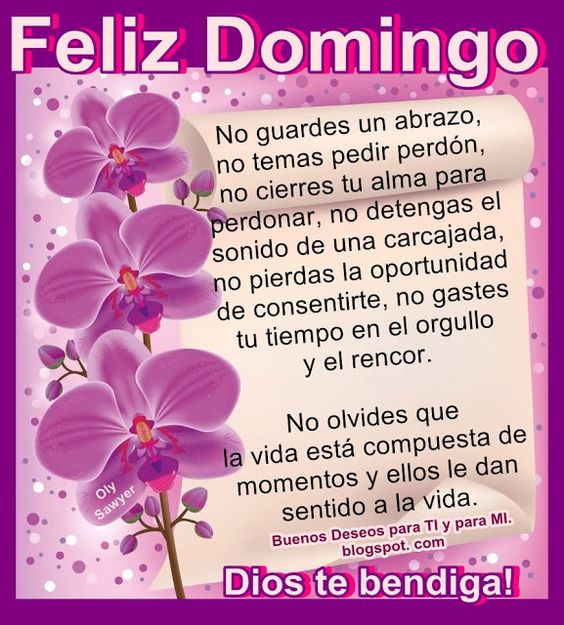 Feliz Domingo
No guardes un abrazo,
no temas pedir perdón,
no cierres tu alma para
perdonar, no detengas el
sonido de una carcajada,
no pierdas la oportunidad
de consentirte, no gastes
tu tiempo en el orgullo
y el rencor.
No olvides que
la vida está compuesta de
momentos y ellos le dan
sentido a la vida.
Oly
Sawyer
Buenos Deseos para TI y para MI.
blogspot. com
Dios te bendiga!